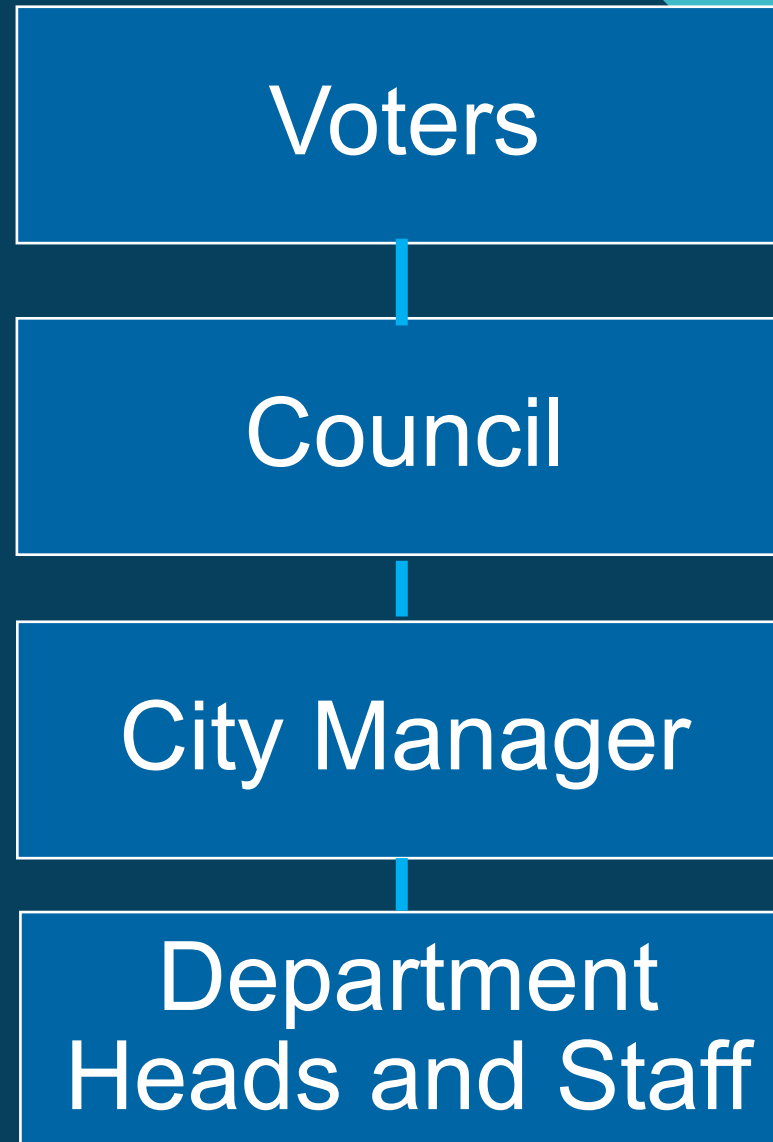 Voters
Council
City Manager
Department
Heads and Staff